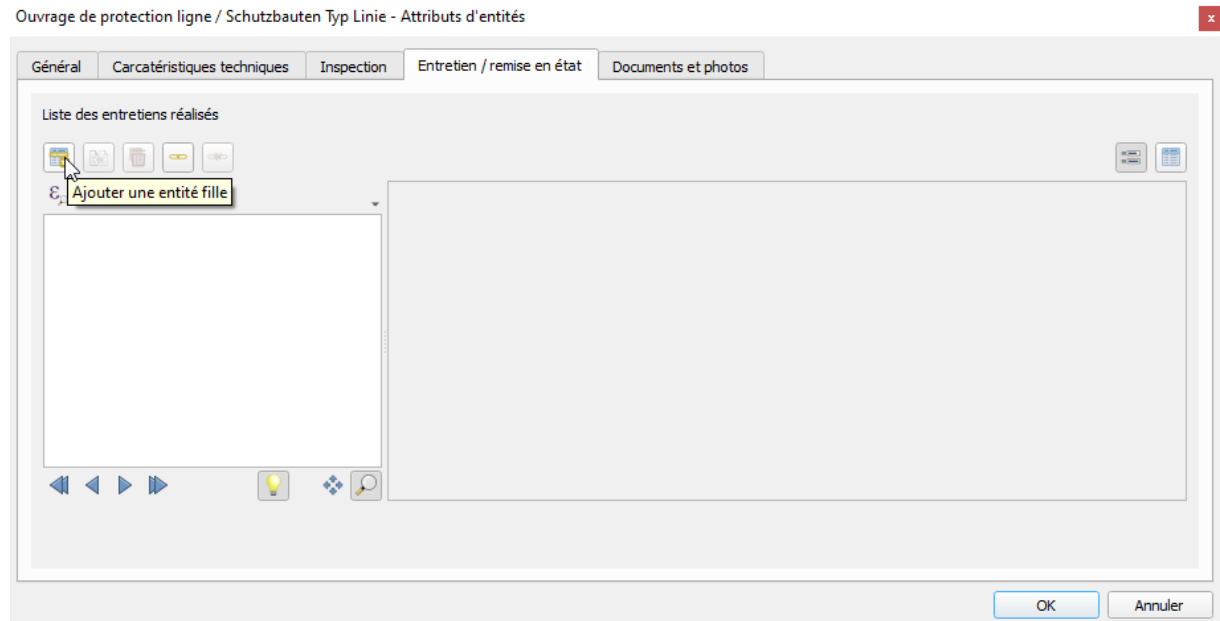 Ouvrage de protection ligne / Schutzbauten Typ Linie - Attributs d'entités
x
Général Carcatéristiques techniques Inspection Entretien / remise en état Documents et photos
Liste des entretiens réalisés
ε Ajouter une entité fille
OK Annuler